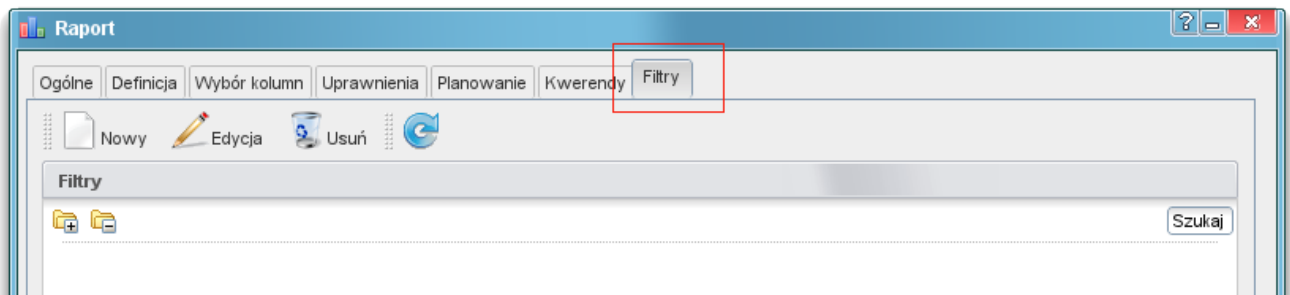 Raport
Ogólne Definicja Wybór kolumn Uprawnienia Planowanie Kwerendy Filtry
Nowy Edycja Usuń
Filtry
Szukaj